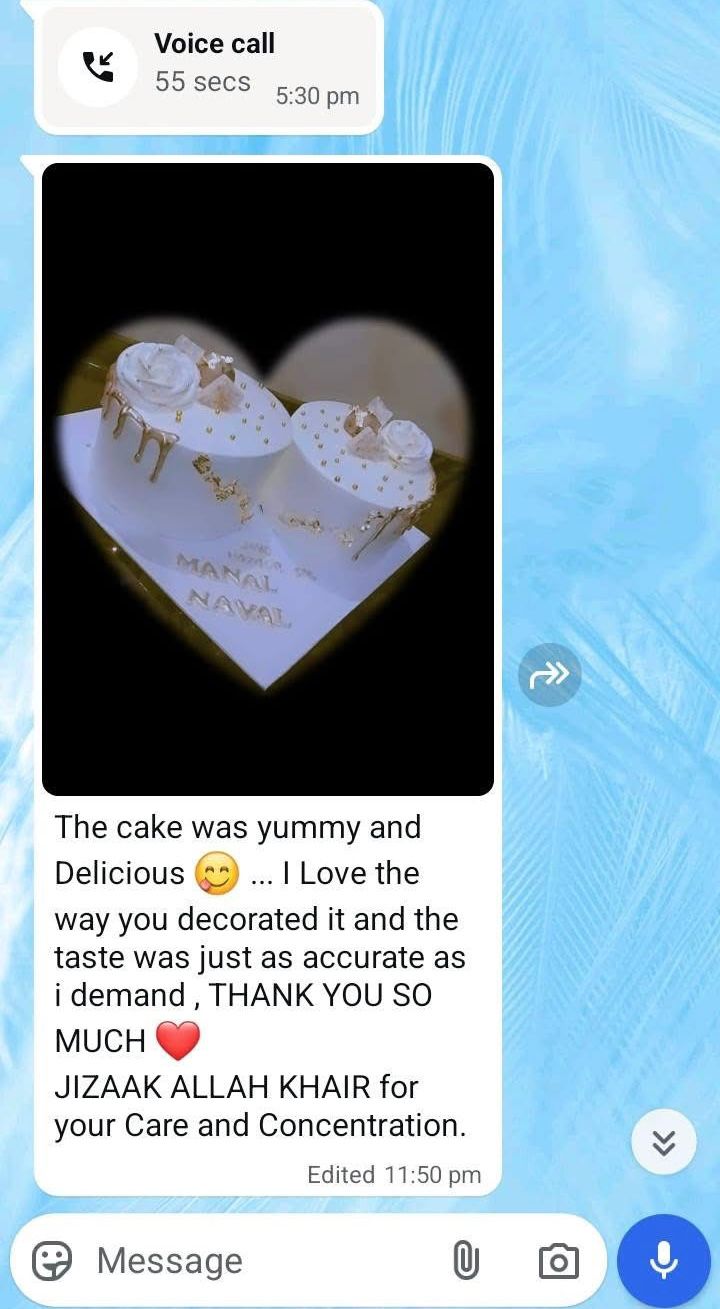 Voice call
55 secs 5:30 pm
MANAL
NAVAL
The cake was yummy and
Delicious 😋 ... I Love the
way you decorated it and the
taste was just as accurate as
i demand , THANK YOU SO
MUCH ❤️
JIZAAK ALLAH KHAIR for
your Care and Concentration.
Edited 11:50 pm
Message